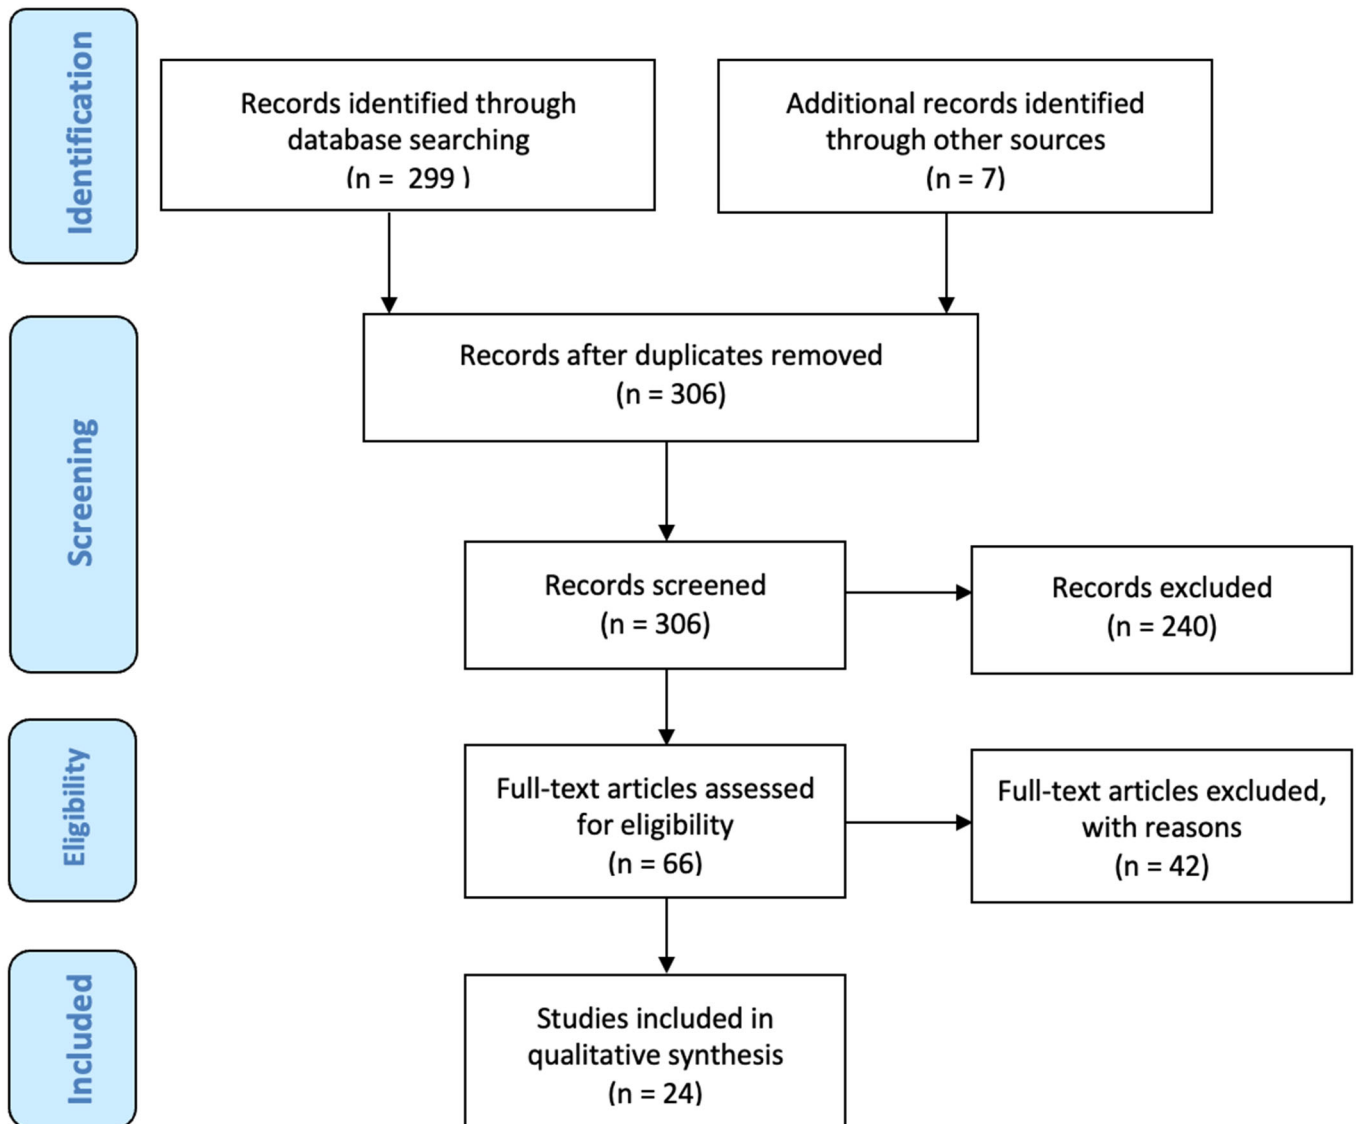 Identification
Records identified through
database searching
(n = 299 )
Additional records identified
through other sources
(n = 7)
Screening
Records after duplicates removed
(n = 306)
Records screened
(n = 306)
Records excluded
(n = 240)
Eligibility
Full-text articles assessed
for eligibility
(n = 66)
Full-text articles excluded,
with reasons
(n = 42)
Included
Studies included in
qualitative synthesis
(n = 24)